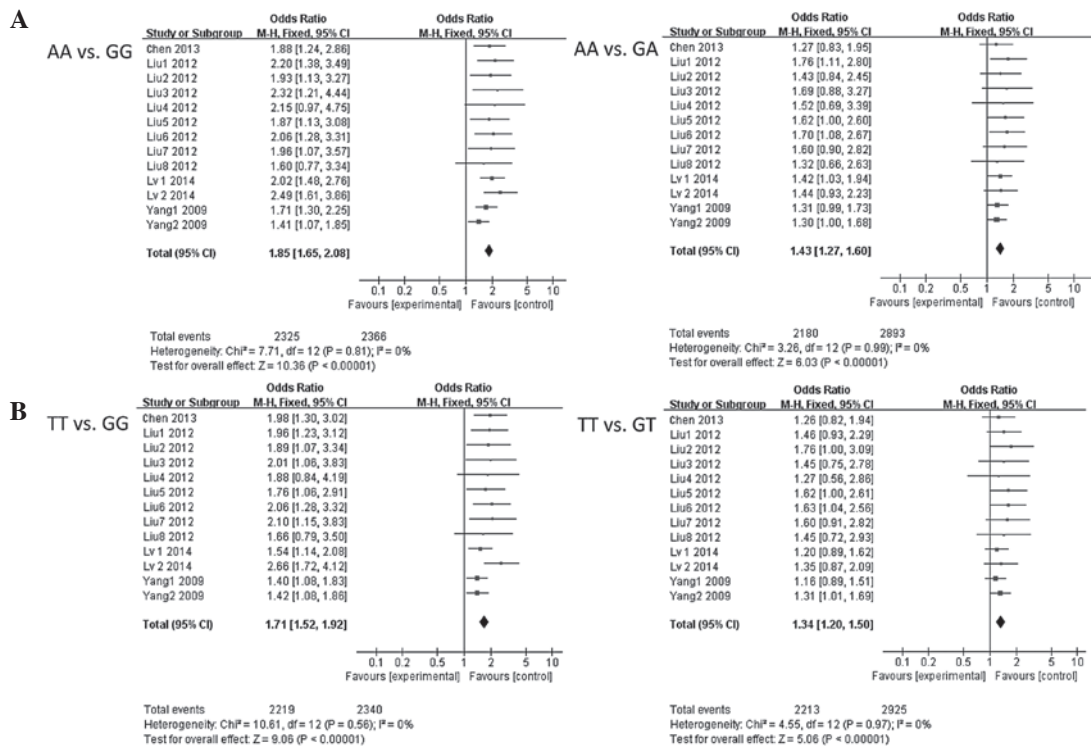 A
AA vs. GG
Odds Ratio Odds Ratio
Study or Subgroup M-H, Fixed, 95% CI M-H, Fixed, 95% CI
Chen 2013 1.88 [1.24, 2.86]
Liu1 2012 2.20 [1.38, 3.49]
Liu2 2012 1.93 [1.13, 3.27]
Liu3 2012 2.32 [1.21, 4.44]
Liu4 2012 2.15 [0.97, 4.75]
Liu5 2012 1.87 [1.13, 3.08]
Liu6 2012 2.06 [1.28, 3.31]
Liu7 2012 1.96 [1.07, 3.57]
Liu8 2012 1.60 [0.77, 3.34]
Lv 1 2014 2.02 [1.48, 2.76]
Lv 2 2014 2.49 [1.61, 3.86]
Yang1 2009 1.71 [1.30, 2.25]
Yang2 2009 1.41 [1.07, 1.85]
Total (95% CI) 1.85 [1.65, 2.08]
0.1 0.2 0.5 1 2 5 10
Favours [experimental] Favours [control]
Total events 2325 2366
Heterogeneity: Chi² = 7.71, df = 12 (P = 0.81); I² = 0%
Test for overall effect: Z = 10.36 (P < 0.00001)
AA vs. GA
Odds Ratio Odds Ratio
Study or Subgroup M-H, Fixed, 95% CI M-H, Fixed, 95% CI
Chen 2013 1.27 [0.83, 1.95]
Liu1 2012 1.76 [1.11, 2.80]
Liu2 2012 1.43 [0.84, 2.45]
Liu3 2012 1.69 [0.88, 3.27]
Liu4 2012 1.52 [0.69, 3.39]
Liu5 2012 1.62 [1.00, 2.60]
Liu6 2012 1.70 [1.08, 2.67]
Liu7 2012 1.60 [0.90, 2.82]
Liu8 2012 1.32 [0.66, 2.63]
Lv 1 2014 1.42 [1.03, 1.94]
Lv 2 2014 1.44 [0.93, 2.23]
Yang1 2009 1.31 [0.99, 1.73]
Yang2 2009 1.30 [1.00, 1.68]
Total (95% CI) 1.43 [1.27, 1.60]
0.1 0.2 0.5 1 2 5 10
Favours [experimental] Favours [control]
Total events 2180 2893
Heterogeneity: Chi² = 3.26, df = 12 (P = 0.99); I² = 0%
Test for overall effect: Z = 6.03 (P < 0.00001)
B
TT vs. GG
Odds Ratio Odds Ratio
Study or Subgroup M-H, Fixed, 95% CI M-H, Fixed, 95% CI
Chen 2013 1.98 [1.30, 3.02]
Liu1 2012 1.96 [1.23, 3.12]
Liu2 2012 1.89 [1.07, 3.34]
Liu3 2012 2.01 [1.06, 3.83]
Liu4 2012 1.88 [0.84, 4.19]
Liu5 2012 1.76 [1.06, 2.91]
Liu6 2012 2.06 [1.28, 3.32]
Liu7 2012 2.10 [1.15, 3.83]
Liu8 2012 1.66 [0.79, 3.50]
Lv 1 2014 1.54 [1.14, 2.08]
Lv 2 2014 2.66 [1.72, 4.12]
Yang1 2009 1.40 [1.08, 1.83]
Yang2 2009 1.42 [1.08, 1.86]
Total (95% CI) 1.71 [1.52, 1.92]
0.1 0.2 0.5 1 2 5 10
Favours [experimental] Favours [control]
Total events 2219 2340
Heterogeneity: Chi² = 10.61, df = 12 (P = 0.56); I² = 0%
Test for overall effect: Z = 9.06 (P < 0.00001)
TT vs. GT
Odds Ratio Odds Ratio
Study or Subgroup M-H, Fixed, 95% CI M-H, Fixed, 95% CI
Chen 2013 1.26 [0.82, 1.94]
Liu1 2012 1.46 [0.93, 2.29]
Liu2 2012 1.76 [1.00, 3.09]
Liu3 2012 1.45 [0.75, 2.78]
Liu4 2012 1.27 [0.56, 2.86]
Liu5 2012 1.62 [1.00, 2.61]
Liu6 2012 1.63 [1.04, 2.56]
Liu7 2012 1.60 [0.91, 2.82]
Liu8 2012 1.45 [0.72, 2.93]
Lv 1 2014 1.20 [0.89, 1.62]
Lv 2 2014 1.35 [0.87, 2.09]
Yang1 2009 1.16 [0.89, 1.51]
Yang2 2009 1.31 [1.01, 1.69]
Total (95% CI) 1.34 [1.20, 1.50]
0.1 0.2 0.5 1 2 5 10
Favours [experimental] Favours [control]
Total events 2213 2925
Heterogeneity: Chi² = 4.55, df = 12 (P = 0.97); I² = 0%
Test for overall effect: Z = 5.06 (P < 0.00001)